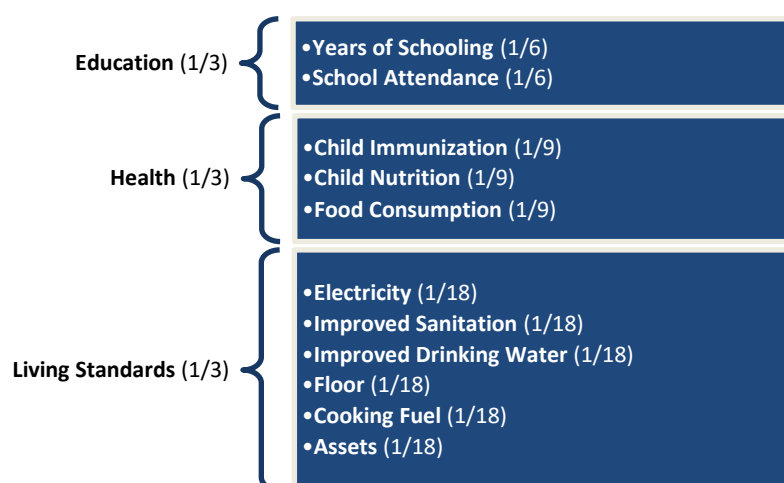 Education (1/3)
•Years of Schooling (1/6)
•School Attendance (1/6)
Health (1/3)
•Child Immunization (1/9)
•Child Nutrition (1/9)
•Food Consumption (1/9)
Living Standards (1/3)
•Electricity (1/18)
•Improved Sanitation (1/18)
•Improved Drinking Water (1/18)
•Floor (1/18)
•Cooking Fuel (1/18)
•Assets (1/18)